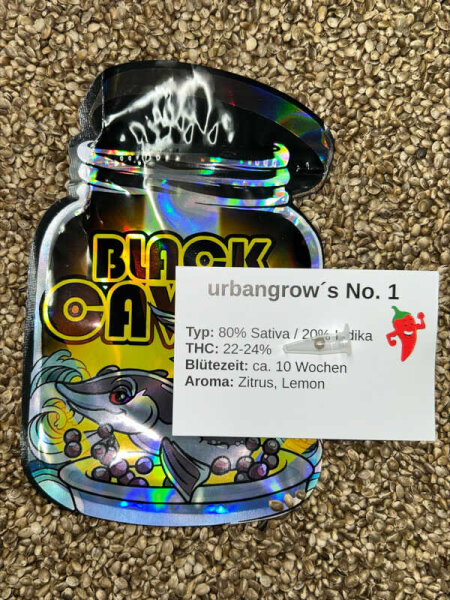 BLACK
urbangrow´s No. 1
Typ: 80% Sativa / 20%
THC: 22-24%
Blütezeit: ca. 10 Wochen
Aroma: Zitrus, Lemon